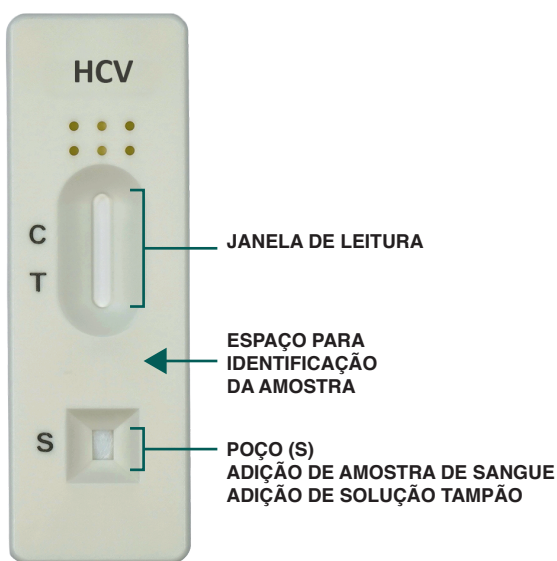 HCV
C
T
JANELA DE LEITURA
ESPAÇO PARA
IDENTIFICAÇÃO
DA AMOSTRA
S
POÇO (S)
ADIÇÃO DE AMOSTRA DE SANGUE
ADIÇÃO DE SOLUÇÃO TAMPÃO